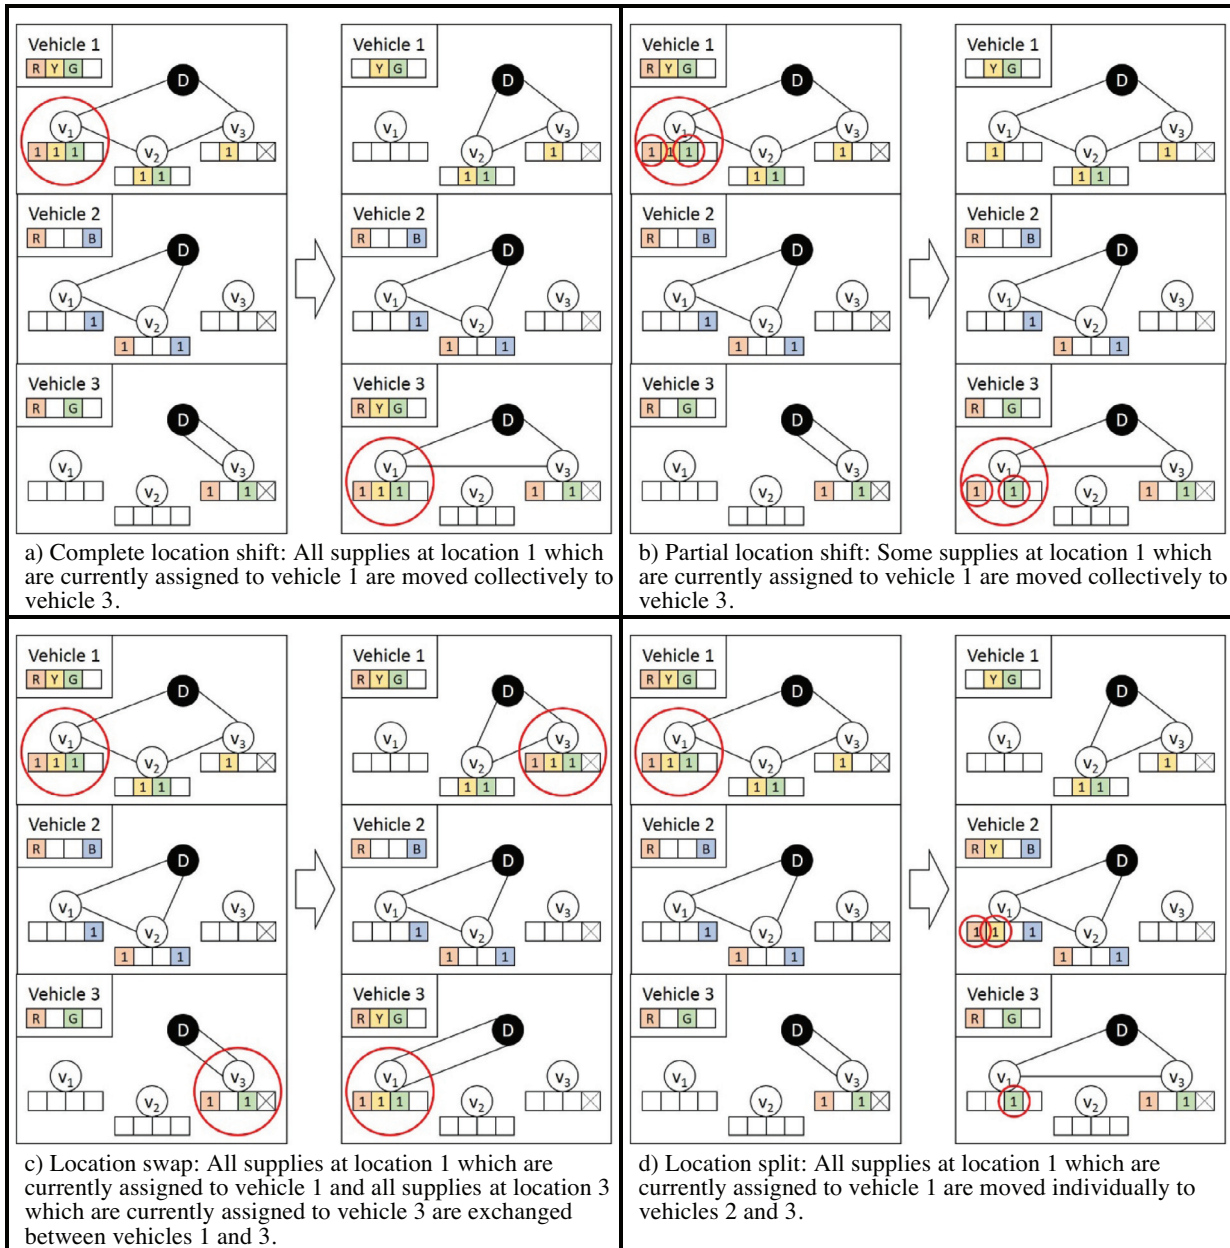 Vehicle 1
R Y G
D
v1
v3
1 1 1
v2
1
1 1
Vehicle 2
R B
D
v1
v3
1
v2
1 1
Vehicle 3
R G
D
v1
v3
1 1
v2
Vehicle 1
Y G
D
v1
v3
v2
1
1 1
Vehicle 2
R B
D
v1
v3
1
v2
1 1
Vehicle 3
R Y G
D
v1
v3
1 1 1
v2
1 1
a) Complete location shift: All supplies at location 1 which
are currently assigned to vehicle 1 are moved collectively to
vehicle 3.
Vehicle 1
R Y G
D
v1
v3
1 1 1
v2
1
1 1
Vehicle 2
R B
D
v1
v3
1
v2
1 1
Vehicle 3
R G
D
v1
v3
1 1
v2
Vehicle 1
Y G
D
v1
v3
1
v2
1
1 1
Vehicle 2
R B
D
v1
v3
1
v2
1 1
Vehicle 3
R G
D
v1
v3
1 1
v2
1 1
b) Partial location shift: Some supplies at location 1 which
are currently assigned to vehicle 1 are moved collectively to
vehicle 3.
Vehicle 1
R Y G
D
v1
v3
1 1 1
v2
1
1 1
Vehicle 2
R B
D
v1
v3
1
v2
1 1
Vehicle 3
R G
D
v1
v3
1 1
v2
Vehicle 1
R Y G
D
v1
v3
v2
1 1 1
1 1
Vehicle 2
R B
D
v1
v3
1
v2
1 1
Vehicle 3
R Y G
D
v1
v3
1 1 1
v2
c) Location swap: All supplies at location 1 which are
currently assigned to vehicle 1 and all supplies at location 3
which are currently assigned to vehicle 3 are exchanged
between vehicles 1 and 3.
Vehicle 1
R Y G
D
v1
v3
1 1 1
v2
1
1 1
Vehicle 2
R B
D
v1
v3
1
v2
1 1
Vehicle 3
R G
D
v1
v3
1 1
v2
Vehicle 1
Y G
D
v1
v3
v2
1
1 1
Vehicle 2
R Y B
D
v1
v3
1 1 1
v2
1 1
Vehicle 3
R G
D
v1
v3
1
v2
1 1
d) Location split: All supplies at location 1 which are
currently assigned to vehicle 1 are moved individually to
vehicles 2 and 3.